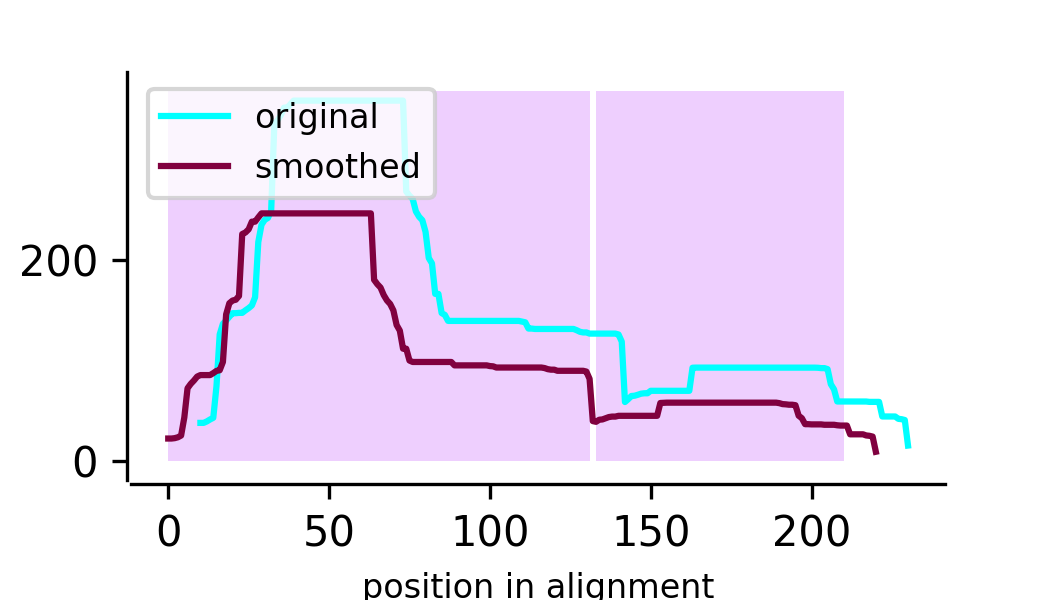 original
smoothed
200
0
0 50 100 150 200
position in alignment